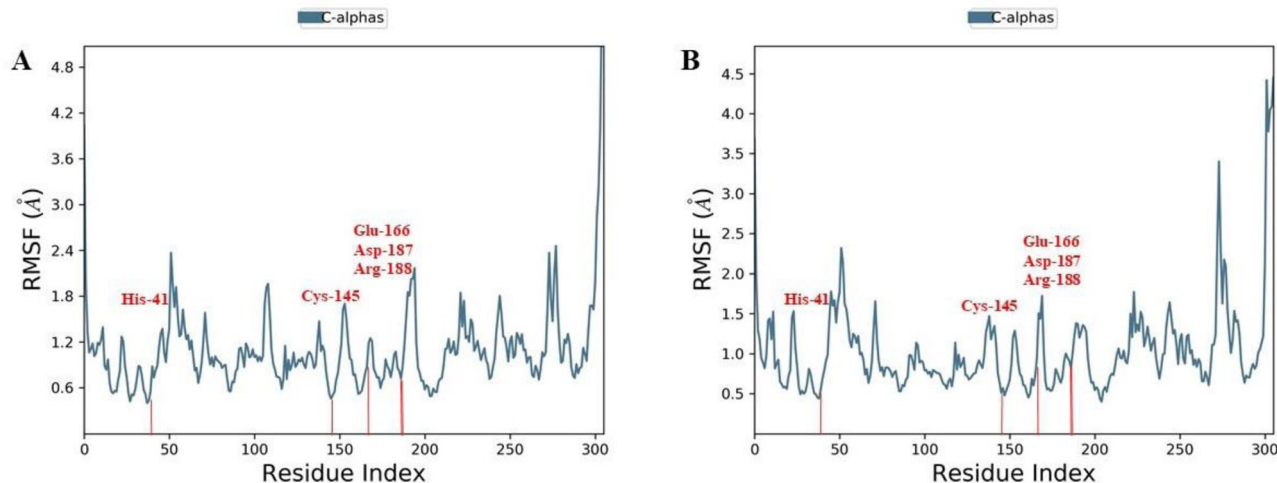 C-alphas
A
RMSF (Å)
4.8
4.2
3.6
3.0
2.4
1.8
1.2
0.6
His-41
Cys-145
Glu-166
Asp-187
Arg-188
0
50
100
150
200
250
300
Residue Index
C-alphas
B
RMSF (Å)
4.5
4.0
3.5
3.0
2.5
2.0
1.5
1.0
0.5
His-41
Cys-145
Glu-166
Asp-187
Arg-188
0
50
100
150
200
250
300
Residue Index